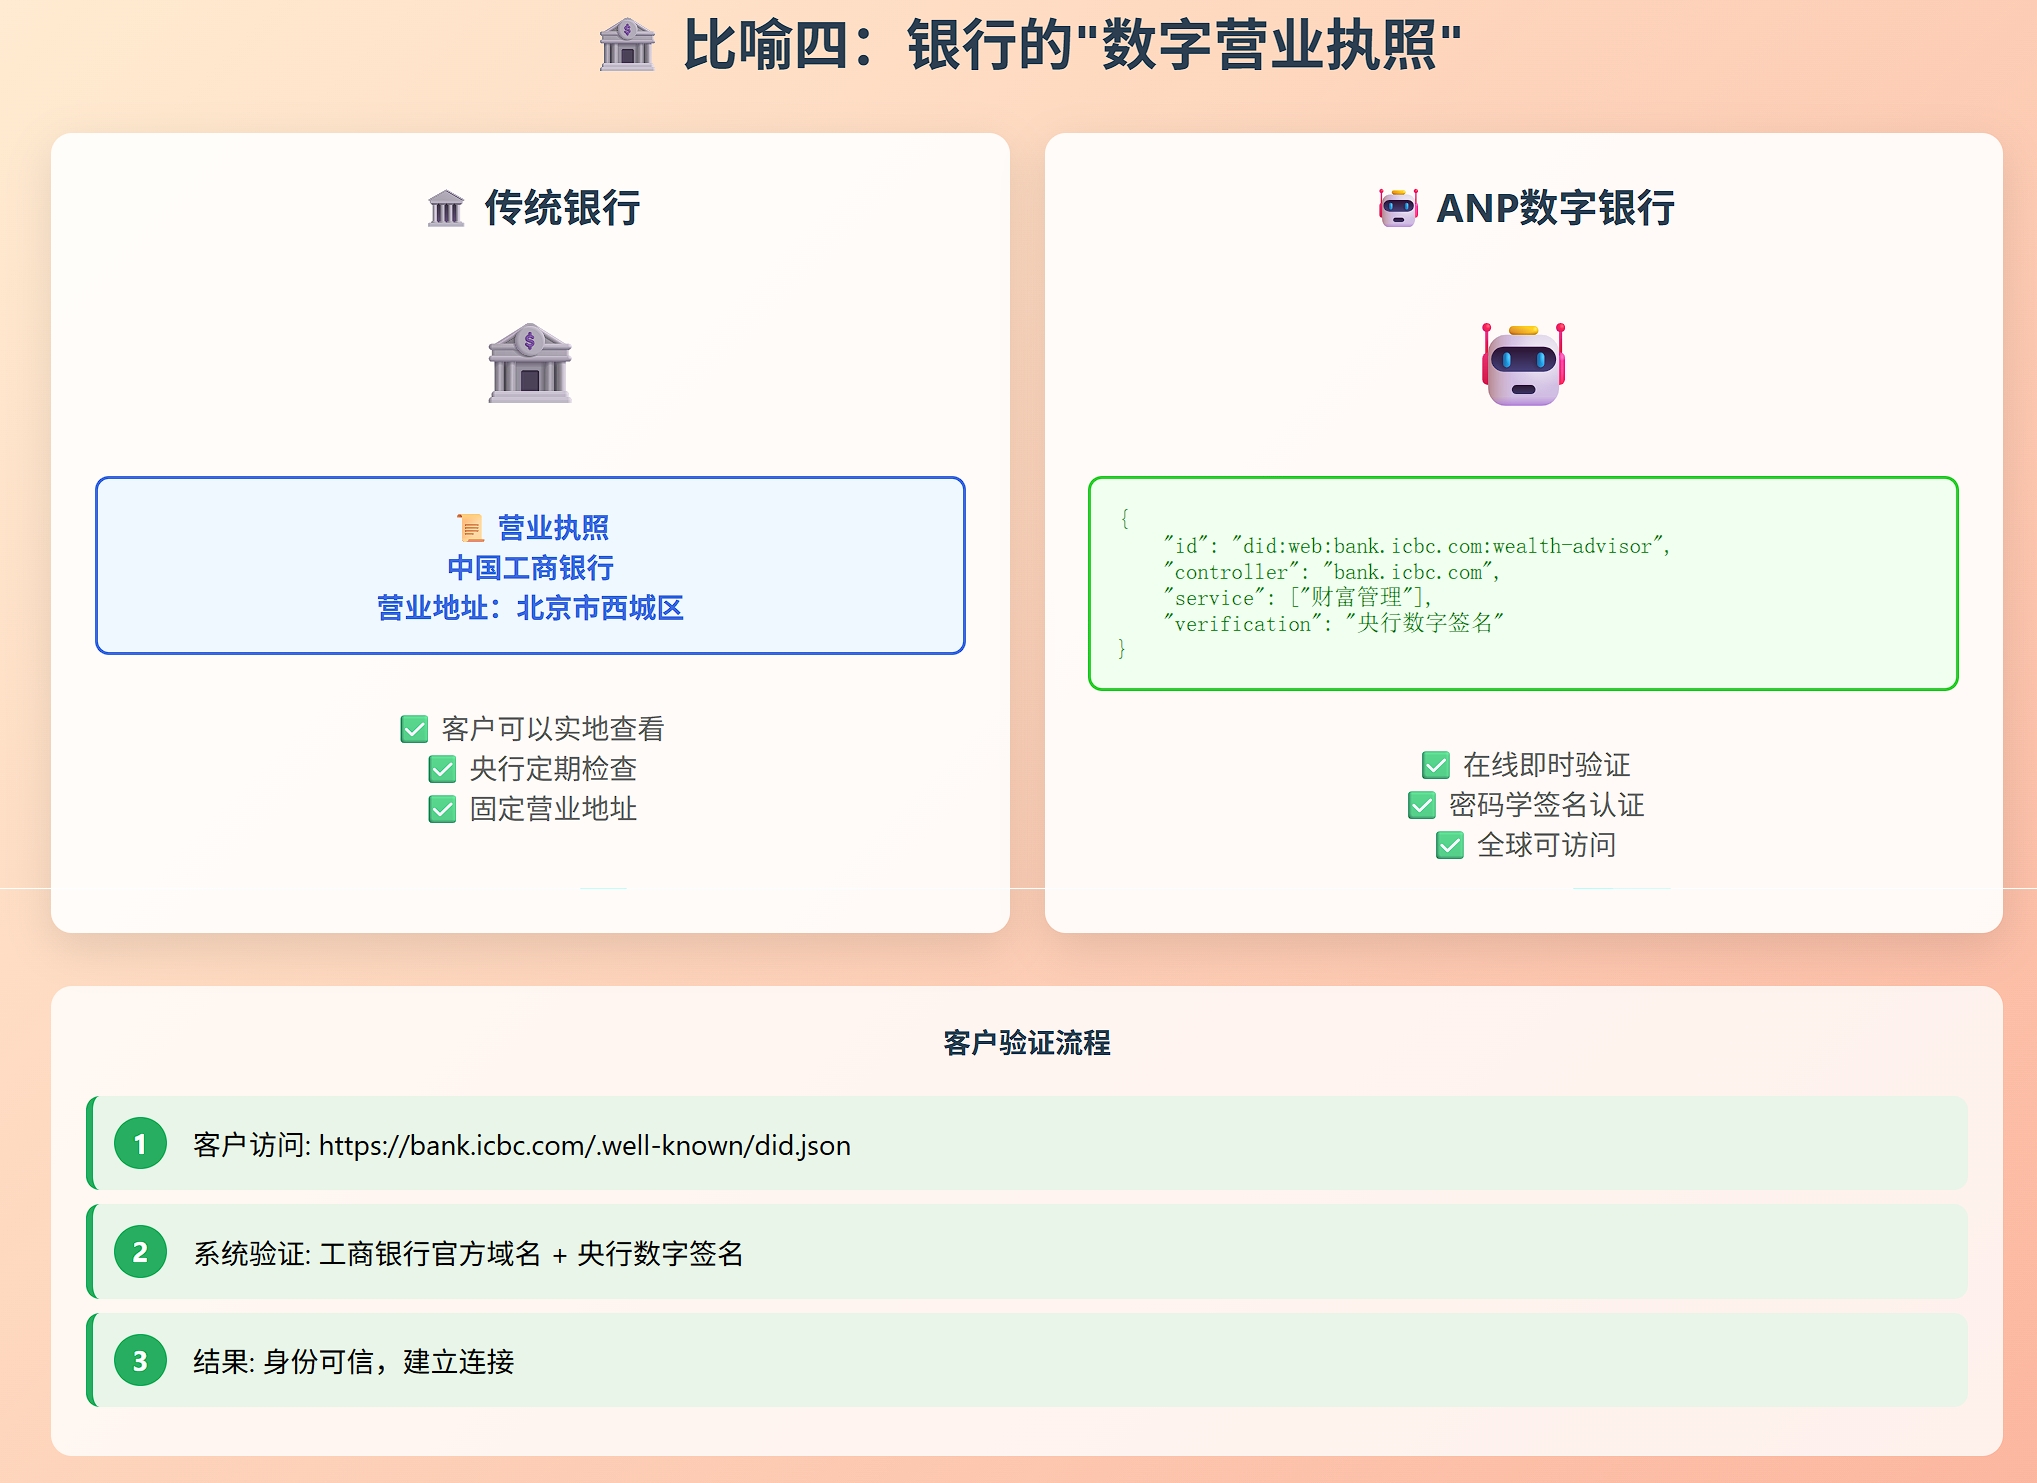 比喻四：银行的"数字营业执照"
传统银行
营业执照
中国工商银行
营业地址：北京市西城区
客户可以实地查看
央行定期检查
固定营业地址
ANP数字银行
{
"id": "did:web:bank.icbc.com:wealth-advisor",
"controller": "bank.icbc.com",
"service": ["财富管理"],
"verification": "央行数字签名"
}
在线即时验证
密码学签名认证
全球可访问
客户验证流程
1 客户访问: https://bank.icbc.com/.well-known/did.json
2 系统验证: 工商银行官方域名 + 央行数字签名
3 结果: 身份可信，建立连接